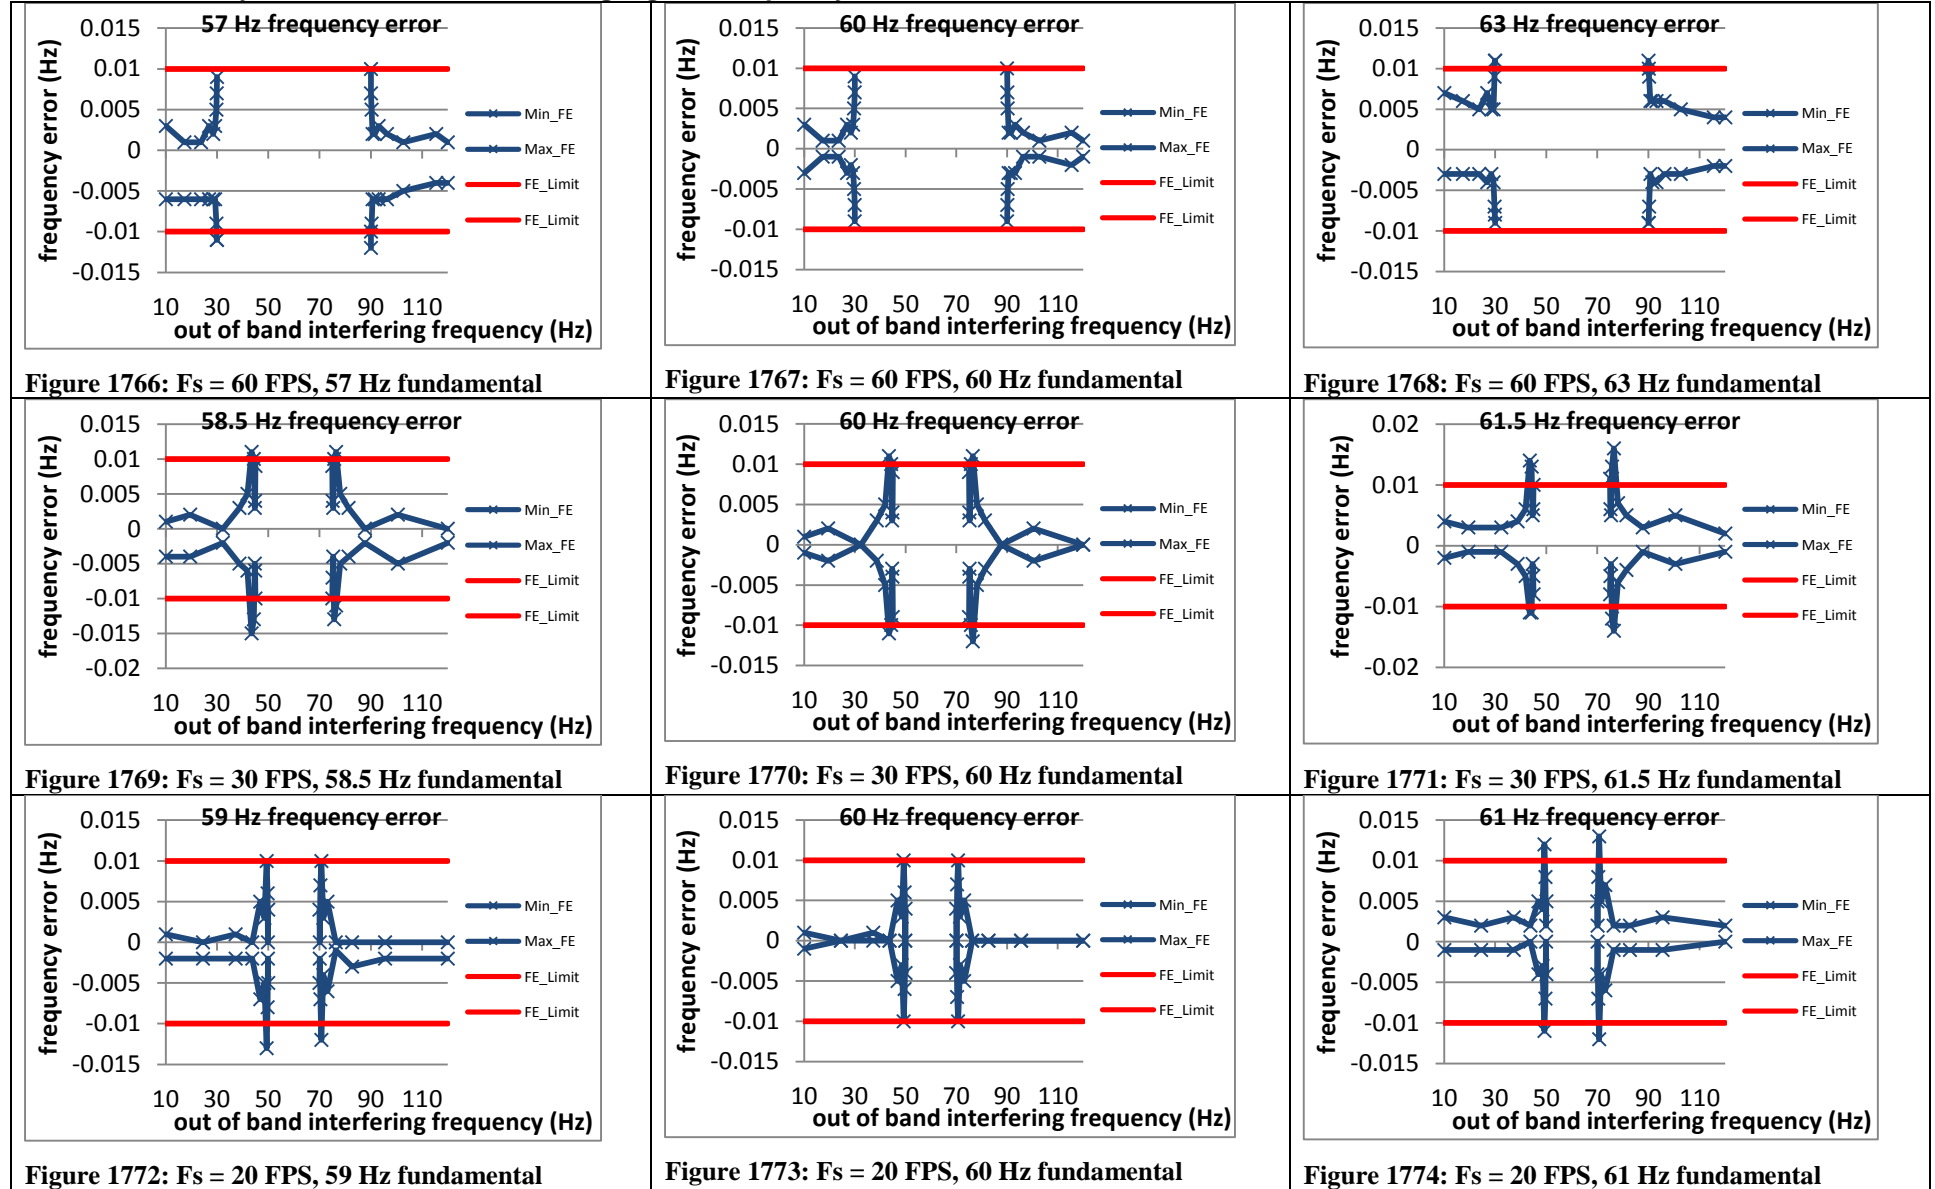 57 Hz frequency error
frequency error (Hz)
0.015
0.01
0.005
0
-0.005
-0.01
-0.015
10 30 50 70 90 110
out of band interfering frequency (Hz)
Min_FE
Max_FE
FE_Limit
FE_Limit
Figure 1766: Fs = 60 FPS, 57 Hz fundamental
60 Hz frequency error
frequency error (Hz)
0.015
0.01
0.005
0
-0.005
-0.01
-0.015
10 30 50 70 90 110
out of band interfering frequency (Hz)
Min_FE
Max_FE
FE_Limit
FE_Limit
Figure 1767: Fs = 60 FPS, 60 Hz fundamental
63 Hz frequency error
frequency error (Hz)
0.015
0.01
0.005
0
-0.005
-0.01
-0.015
10 30 50 70 90 110
out of band interfering frequency (Hz)
Min_FE
Max_FE
FE_Limit
FE_Limit
Figure 1768: Fs = 60 FPS, 63 Hz fundamental
58.5 Hz frequency error
frequency error (Hz)
0.015
0.01
0.005
0
-0.005
-0.01
-0.015
-0.02
10 30 50 70 90 110
out of band interfering frequency (Hz)
Min_FE
Max_FE
FE_Limit
FE_Limit
Figure 1769: Fs = 30 FPS, 58.5 Hz fundamental
60 Hz frequency error
frequency error (Hz)
0.015
0.01
0.005
0
-0.005
-0.01
-0.015
10 30 50 70 90 110
out of band interfering frequency (Hz)
Min_FE
Max_FE
FE_Limit
FE_Limit
Figure 1770: Fs = 30 FPS, 60 Hz fundamental
61.5 Hz frequency error
frequency error (Hz)
0.02
0.01
0
-0.01
-0.02
10 30 50 70 90 110
out of band interfering frequency (Hz)
Min_FE
Max_FE
FE_Limit
FE_Limit
Figure 1771: Fs = 30 FPS, 61.5 Hz fundamental
59 Hz frequency error
frequency error (Hz)
0.015
0.01
0.005
0
-0.005
-0.01
-0.015
10 30 50 70 90 110
out of band interfering frequency (Hz)
Min_FE
Max_FE
FE_Limit
FE_Limit
Figure 1772: Fs = 20 FPS, 59 Hz fundamental
60 Hz frequency error
frequency error (Hz)
0.015
0.01
0.005
0
-0.005
-0.01
-0.015
10 30 50 70 90 110
out of band interfering frequency (Hz)
Min_FE
Max_FE
FE_Limit
FE_Limit
Figure 1773: Fs = 20 FPS, 60 Hz fundamental
61 Hz frequency error
frequency error (Hz)
0.015
0.01
0.005
0
-0.005
-0.01
-0.015
10 30 50 70 90 110
out of band interfering frequency (Hz)
Min_FE
Max_FE
FE_Limit
FE_Limit
Figure 1774: Fs = 20 FPS, 61 Hz fundamental